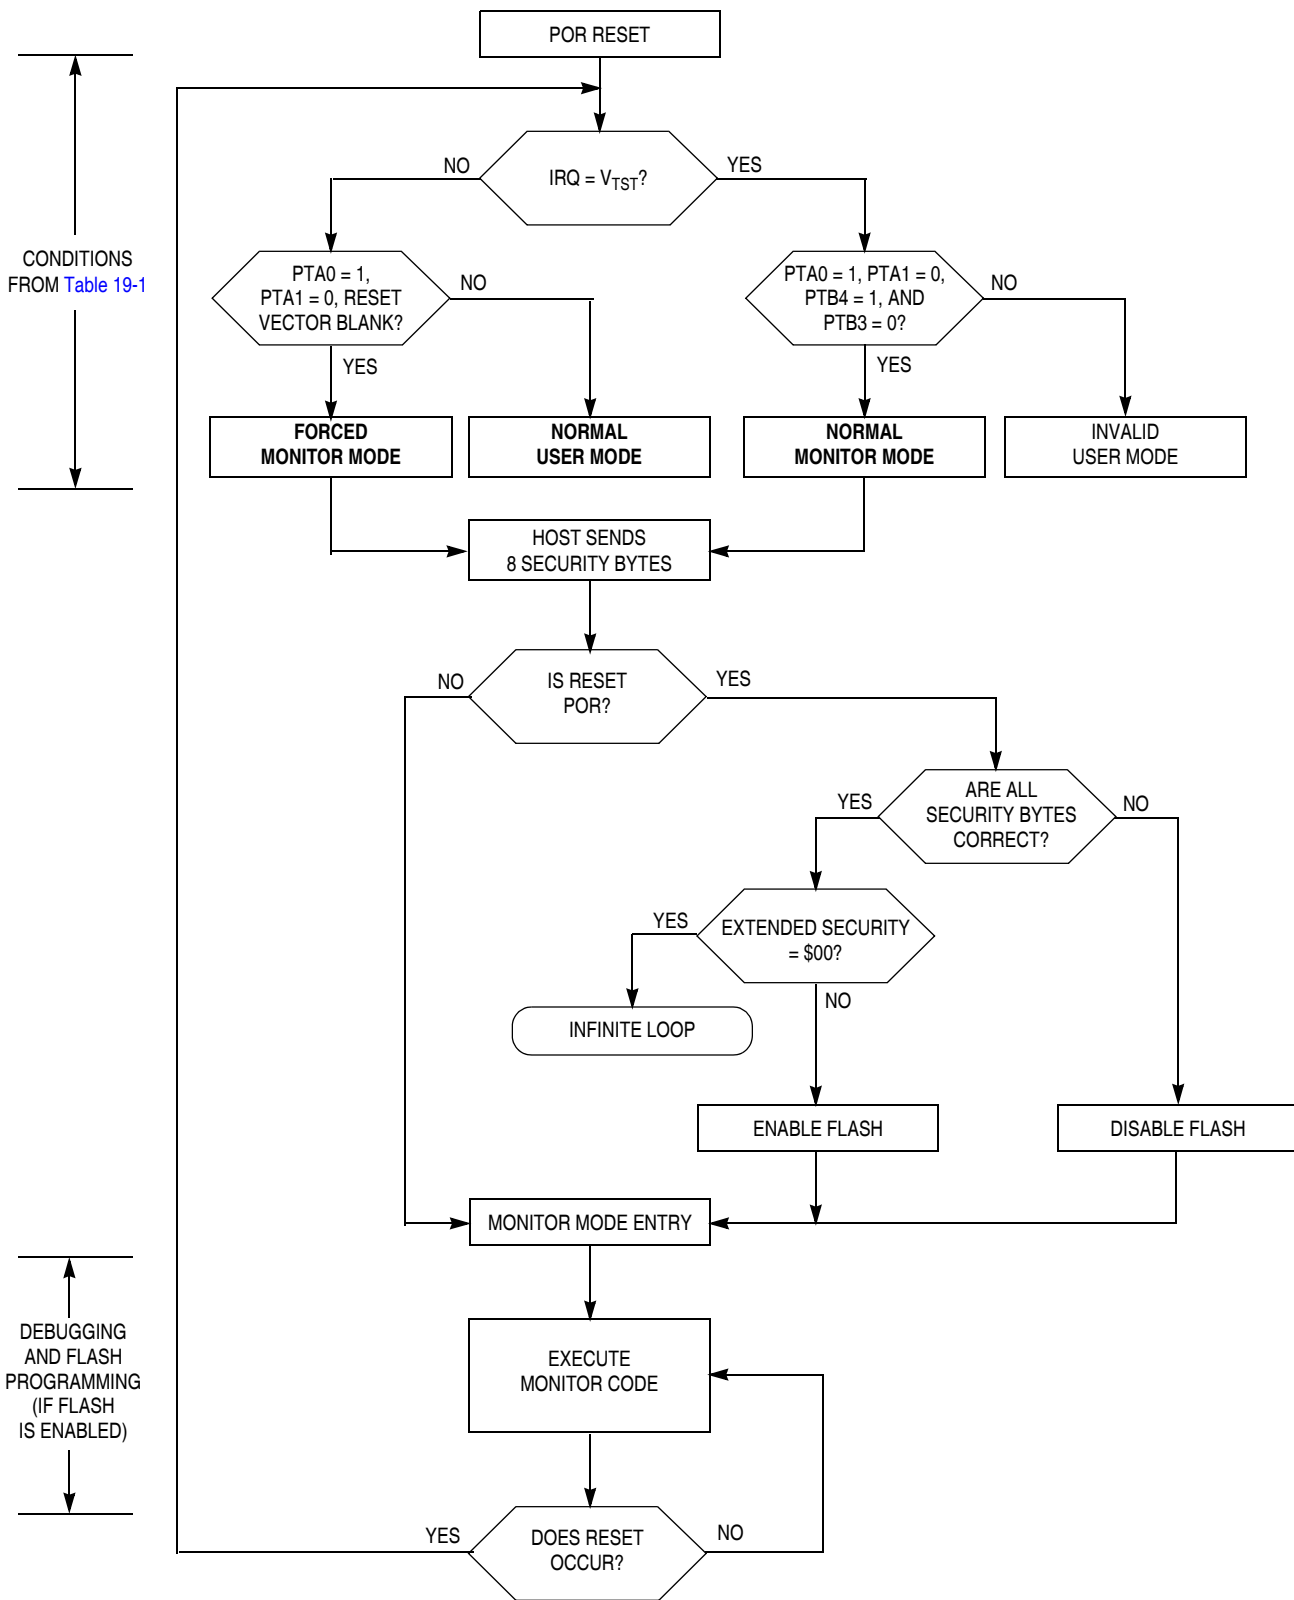 POR RESET
IRQ = VTST?
NO
YES
CONDITIONS
FROM Table 19-1
PTA0 = 1,
PTA1 = 0, RESET
VECTOR BLANK?
NO
YES
PTA0 = 1, PTA1 = 0,
PTB4 = 1, AND
PTB3 = 0?
NO
YES
FORCED
MONITOR MODE
NORMAL
USER MODE
NORMAL
MONITOR MODE
INVALID
USER MODE
HOST SENDS
8 SECURITY BYTES
NO
IS RESET
POR?
YES
YES
ARE ALL
SECURITY BYTES
CORRECT?
NO
YES
EXTENDED SECURITY
= $00?
NO
INFINITE LOOP
ENABLE FLASH
DISABLE FLASH
MONITOR MODE ENTRY
DEBUGGING
AND FLASH
PROGRAMMING
(IF FLASH
IS ENABLED)
EXECUTE
MONITOR CODE
YES
DOES RESET
OCCUR?
NO